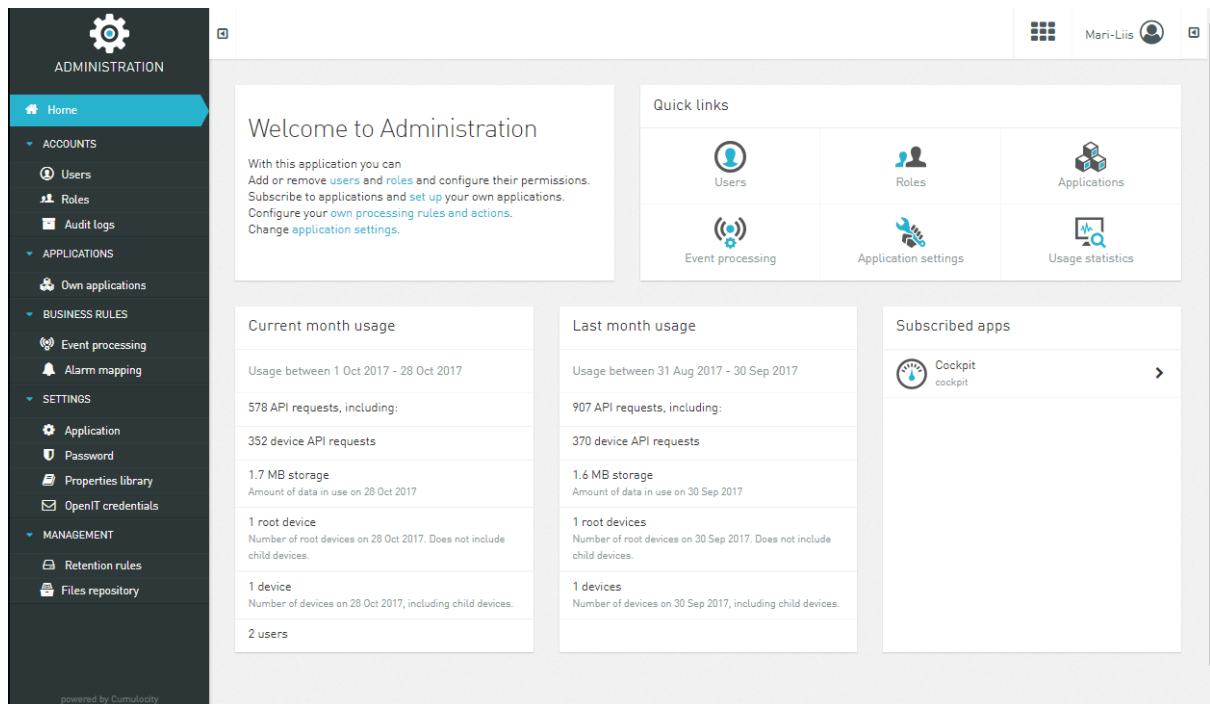 ADMINISTRATION
Home
ACCOUNTS
Users
Roles
Audit logs
APPLICATIONS
Own applications
BUSINESS RULES
Event processing
Alarm mapping
SETTINGS
Application
Password
Properties library
OpenIT credentials
MANAGEMENT
Retention rules
Files repository
powered by Cumulocity
Mari-Liis
Welcome to Administration
With this application you can
Add or remove users and roles and configure their permissions.
Subscribe to applications and set up your own applications.
Configure your own processing rules and actions.
Change application settings.
Quick links
Users
Roles
Applications
Event processing
Application settings
Usage statistics
Current month usage
Usage between 1 Oct 2017 - 28 Oct 2017
578 API requests, including:
352 device API requests
1.7 MB storage
Amount of data in use on 28 Oct 2017
1 root device
Number of root devices on 28 Oct 2017. Does not include
child devices.
1 device
Number of devices on 28 Oct 2017, including child devices.
2 users
Last month usage
Usage between 31 Aug 2017 - 30 Sep 2017
907 API requests, including:
370 device API requests
1.6 MB storage
Amount of data in use on 30 Sep 2017
1 root devices
Number of root devices on 30 Sep 2017. Does not include
child devices.
1 devices
Number of devices on 30 Sep 2017, including child devices.
Subscribed apps
Cockpit
cockpit